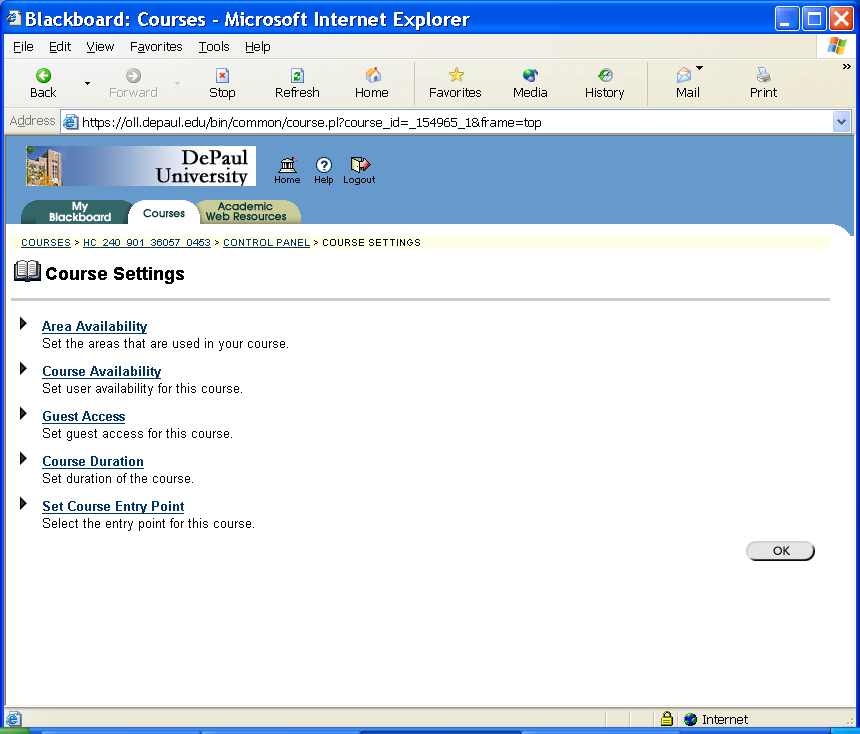 Blackboard: Courses - Microsoft Internet Explorer
File Edit View Favorites Tools Help
Back Forward Stop Refresh Home Favorites Media History Mail Print »
Address https://oll.depaul.edu/bin/common/course.pl?course_id=_154965_1&frame=top
DePaul
University
Home Help Logout
My
Blackboard
Courses
Academic
Web Resources
COURSES > HC_240_901_36057_0453 > CONTROL PANEL > COURSE SETTINGS
Course Settings
Area Availability
Set the areas that are used in your course.
Course Availability
Set user availability for this course.
Guest Access
Set guest access for this course.
Course Duration
Set duration of the course.
Set Course Entry Point
Select the entry point for this course.
OK
Internet